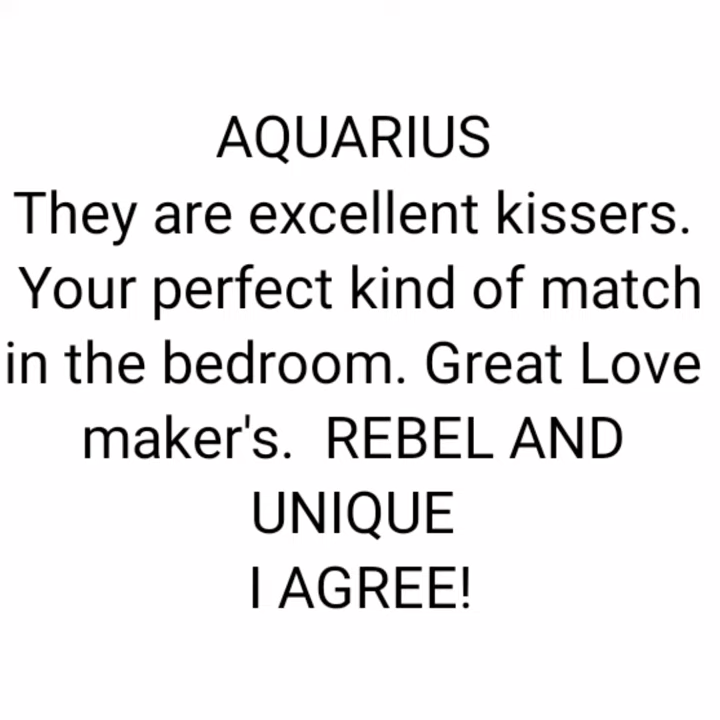 AQUARIUS
They are excellent kissers.
Your perfect kind of match
in the bedroom. Great Love
maker's.  REBEL AND
UNIQUE
I AGREE!